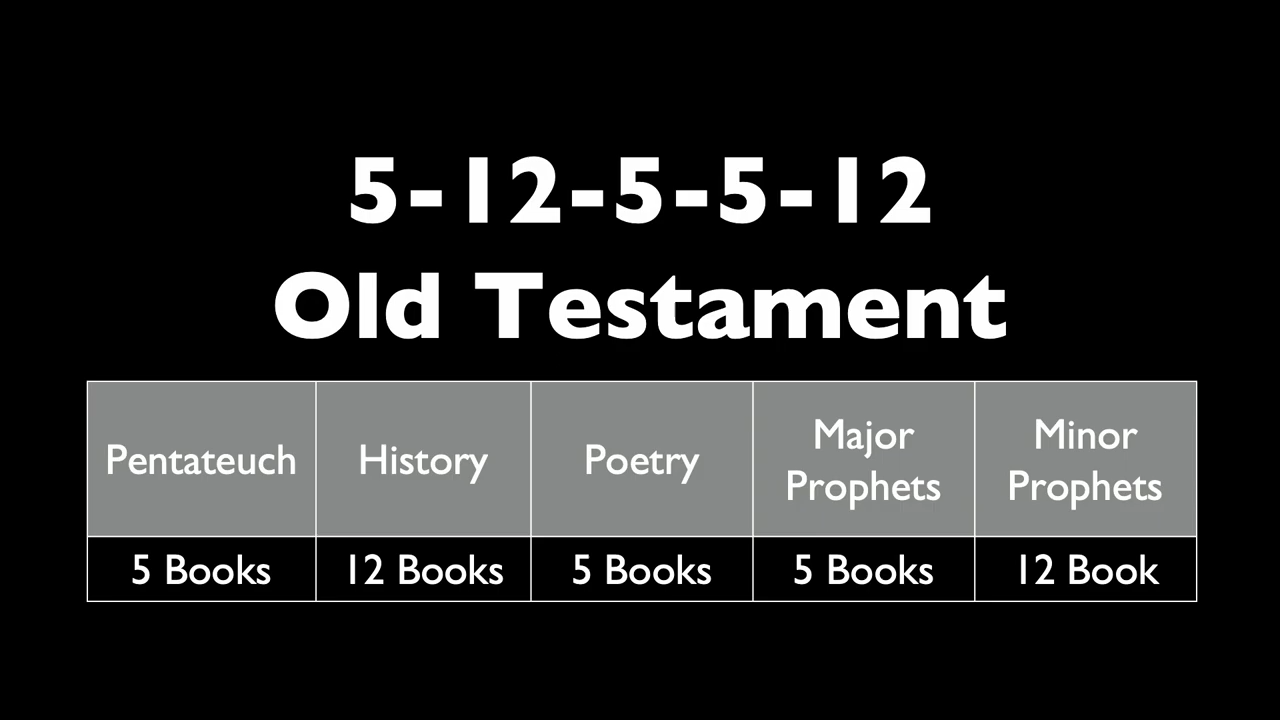 5-12-5-5-12
Old Testament
Pentateuch
History
Poetry
Major
Prophets
Minor
Prophets
5 Books
12 Books
5 Books
5 Books
12 Book